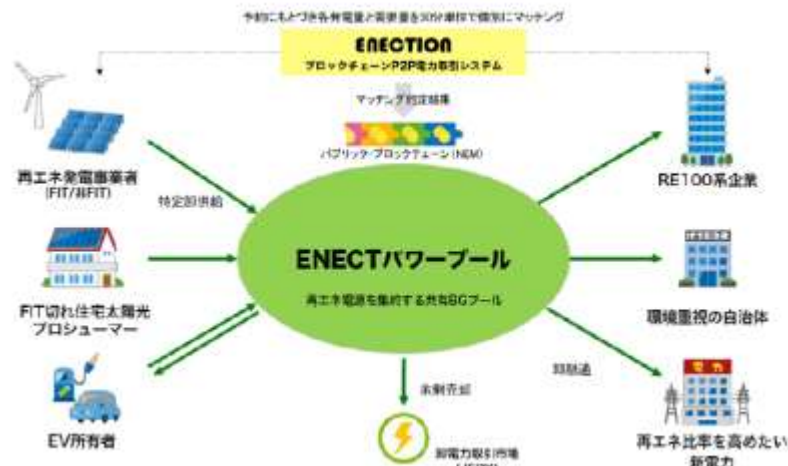 予約にもとづき各発電量と需要量を30分単位で個別にマッチング
ENECTION
ブロックチェーンP2P電力取引システム
マッチング約定結果
パブリック・ブロックチェーン(NEM)
再エネ発電事業者
(FIT/非FIT)
特定卸供給
RE100系企業
ENECTパワープール
再エネ電源を集約する共有BGプール
FIT切れ住宅太陽光
プロシューマー
環境重視の自治体
EV所有者
余剰売却
卸電力取引市場
卸融通
電力
再エネ比率を高めたい
新電力